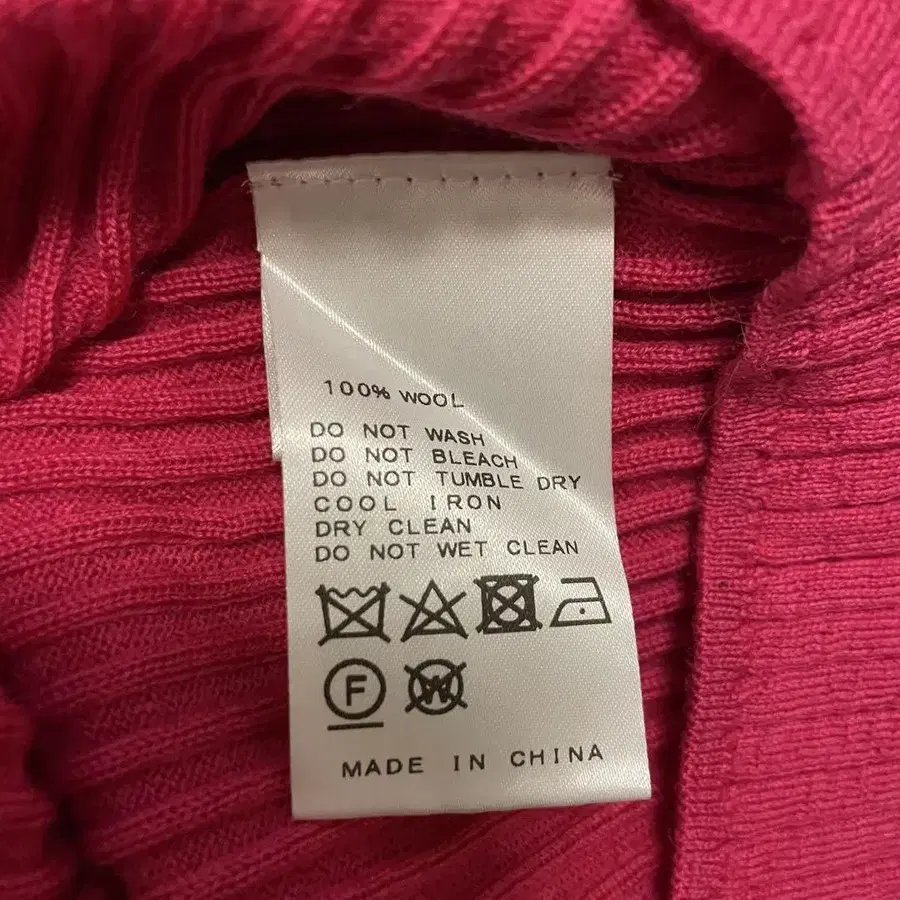 100% WOOL
DO NOT WASH
DO NOT BLEACH
DO NOT TUMBLE DRY
COOL IRON
DRY CLEAN
DO NOT WET CLEAN
F W
MADE IN CHINA